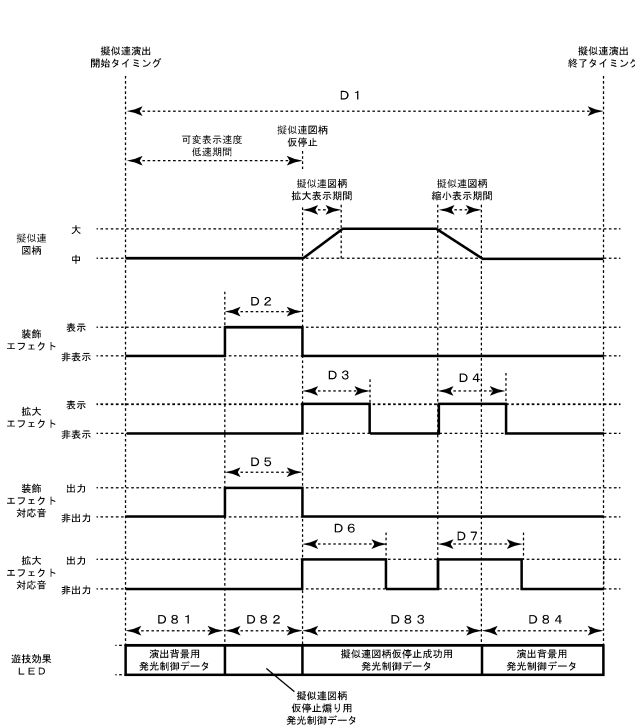 擬似連演出
開始タイミング
擬似連演出
終了タイミング
D1
可変表示速度
低速期間
擬似連図柄
仮停止
擬似連図柄
拡大表示期間
擬似連図柄
縮小表示期間
擬似連
図柄
大
中
D2
装飾
エフェクト
表示
非表示
D3
D4
拡大
エフェクト
表示
非表示
D5
装飾
エフェクト
対応音
出力
非出力
D6
D7
拡大
エフェクト
対応音
出力
非出力
D81
D82
D83
D84
遊技効果
LED
演出背景用
発光制御データ
擬似連図柄仮停止成功用
発光制御データ
演出背景用
発光制御データ
擬似連図柄
仮停止煽り用
発光制御データ